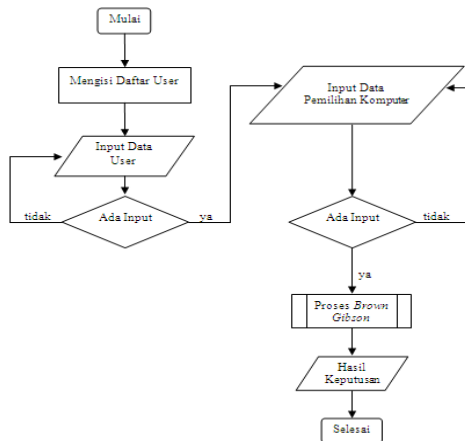 Mulai
Mengisi Daftar User
Input Data
User
Ada Input
tidak
ya
Input Data
Pemilihan Komputer
Ada Input
tidak
ya
Proses Brown
Gibson
Hasil
Keputusan
Selesai